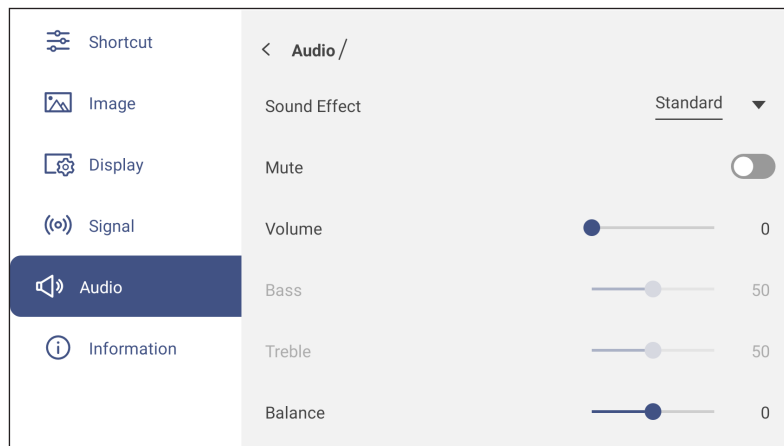 Shortcut
Image
Display
Signal
Audio
Information
< Audio/
Sound Effect Standard
Mute
Volume 0
Bass 50
Treble 50
Balance 0